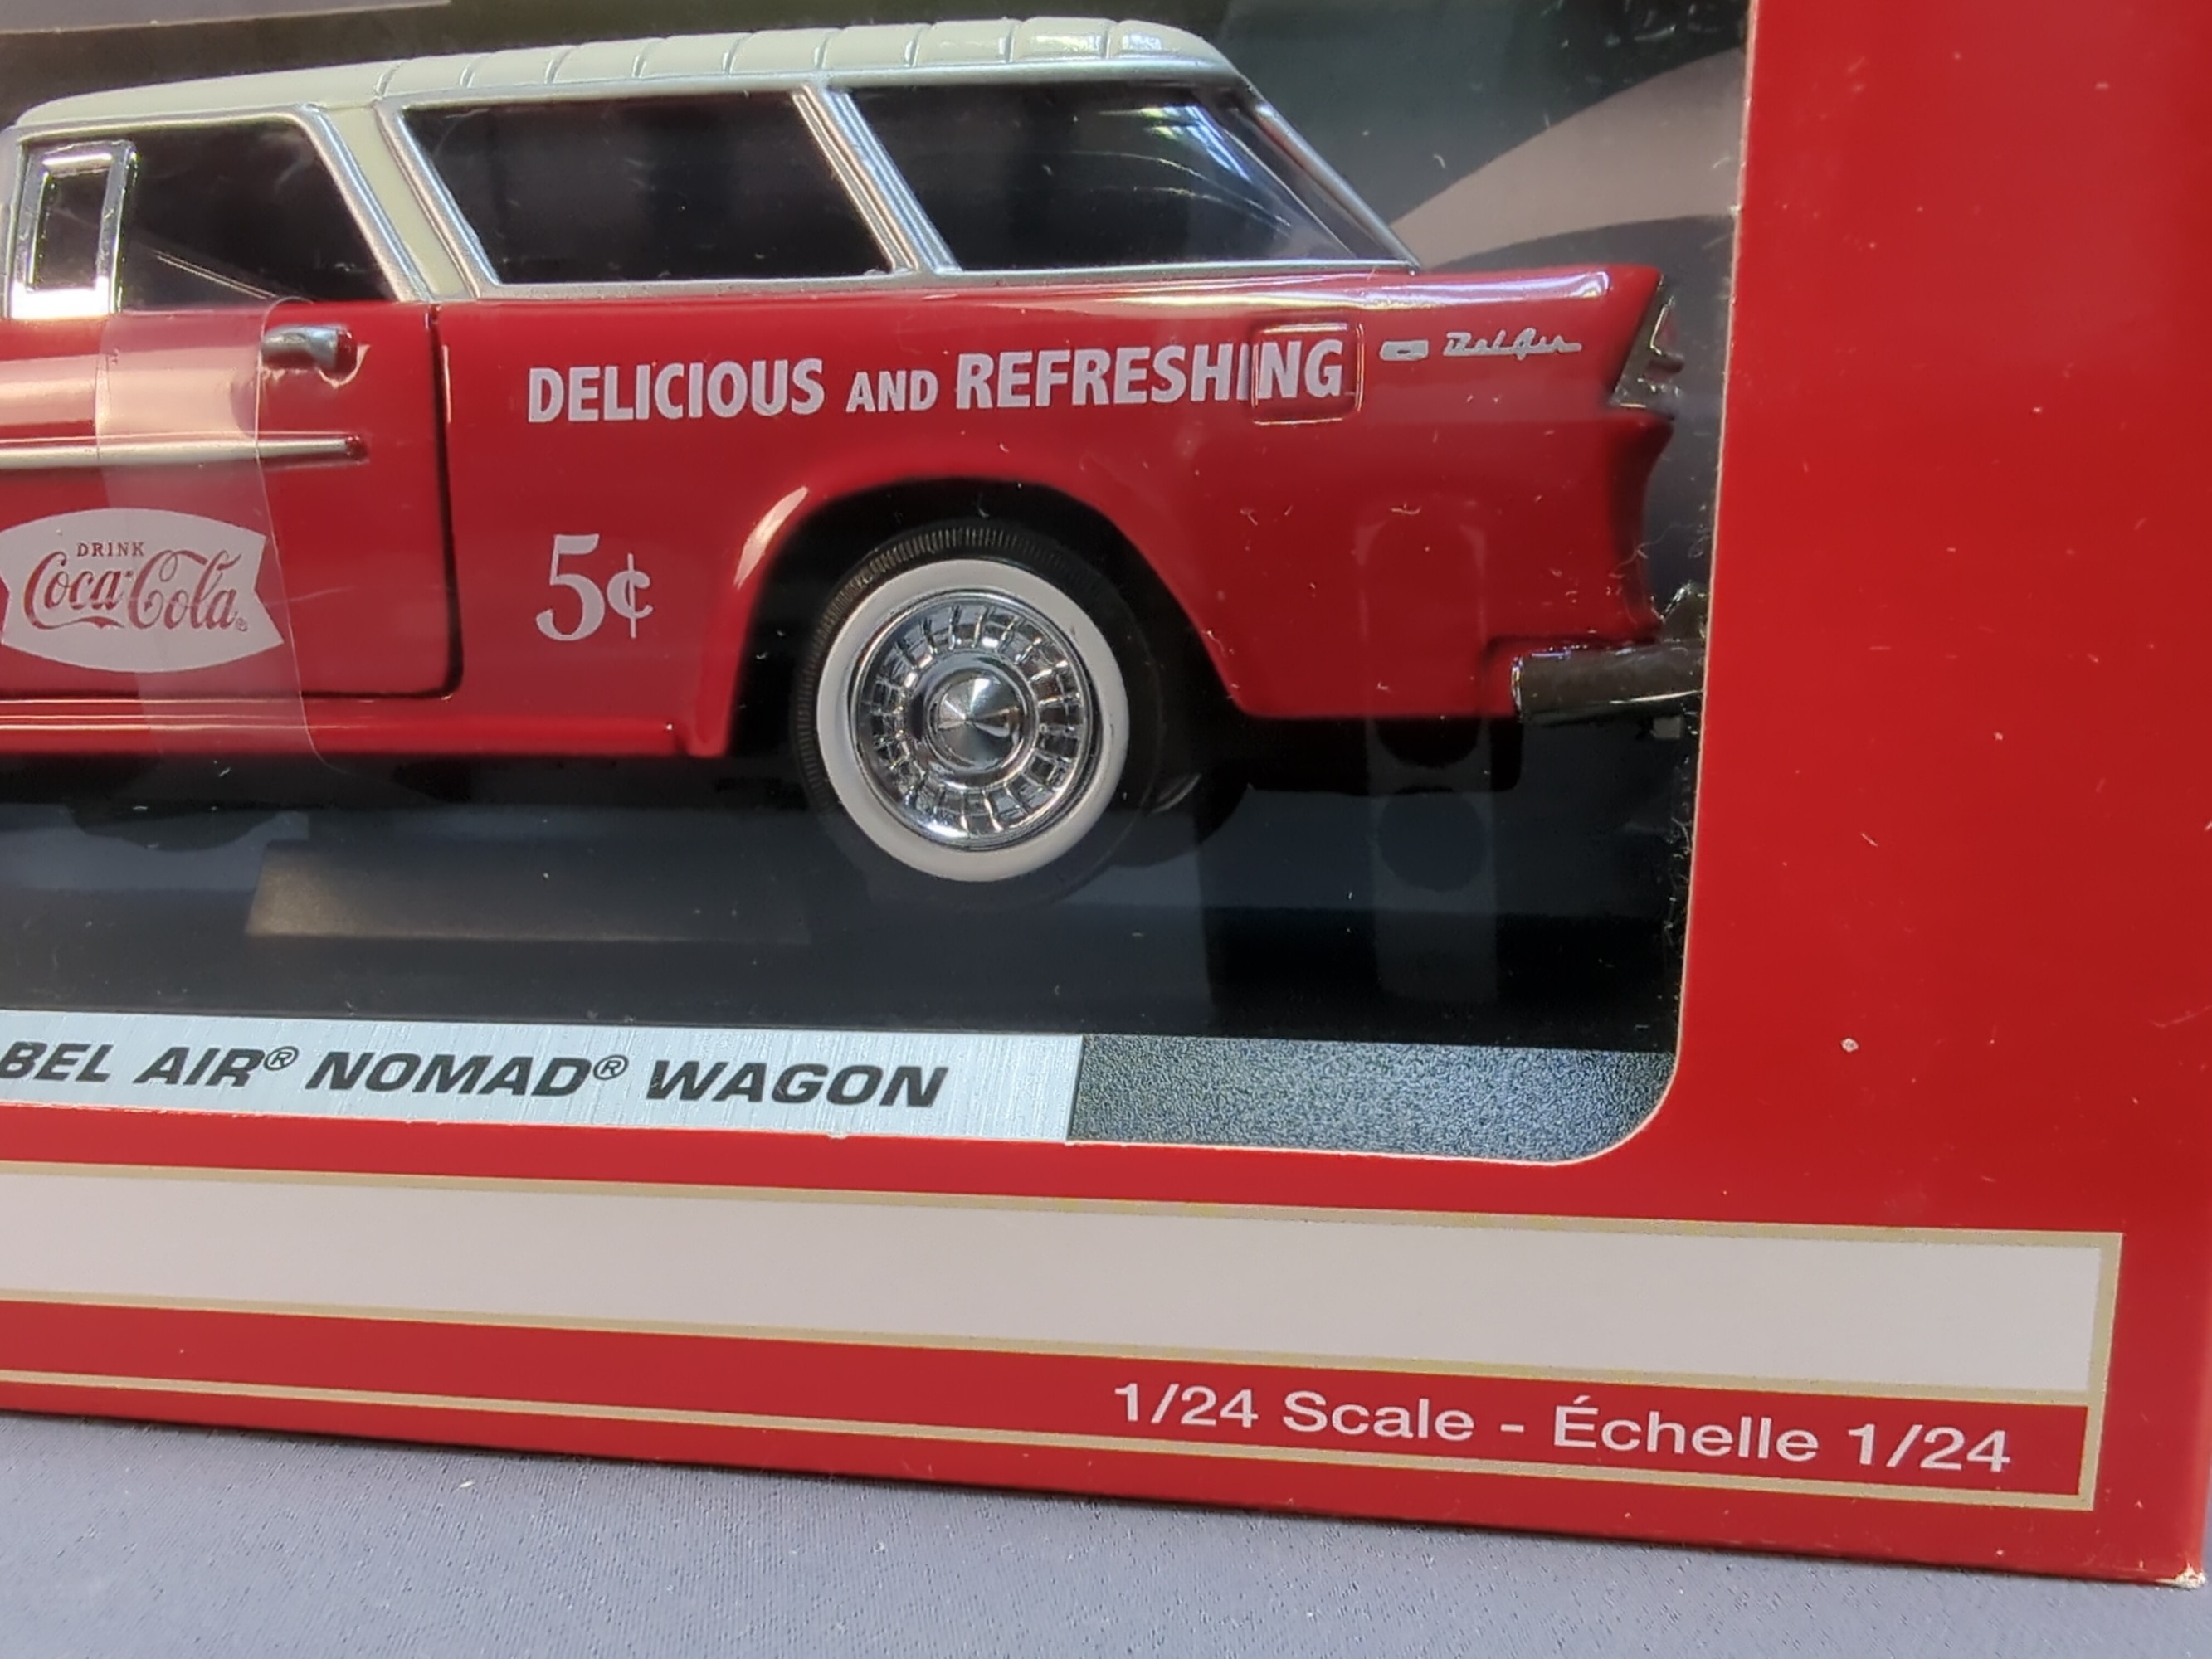 DELICIOUS AND REFRESHING
Bel Air
DRINK
Coca-Cola®
5¢
BEL AIR® NOMAD® WAGON
1/24 Scale - Échelle 1/24